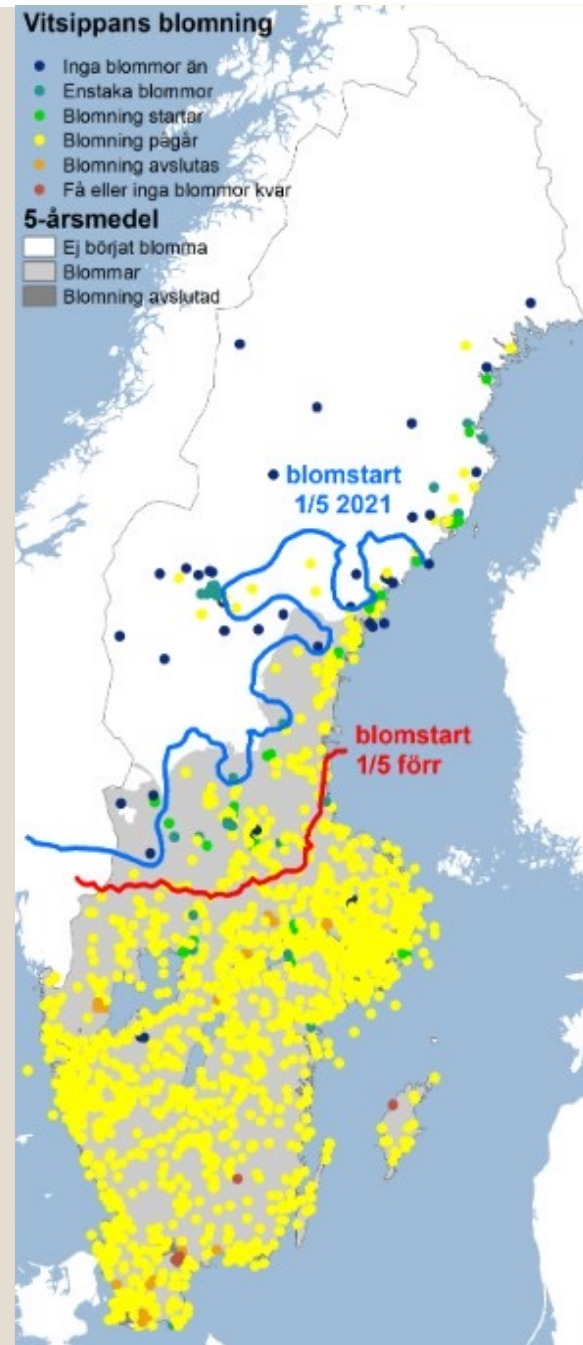 Vitsippans blomning
Inga blommor än
Enstaka blommor
Blomning startar
Blomning pågår
Blomning avslutas
Få eller inga blommor kvar
5-årsmedel
Ej börjat blomma
Blommar
Blomning avslutad
blomstart
1/5 2021
blomstart
1/5 förr